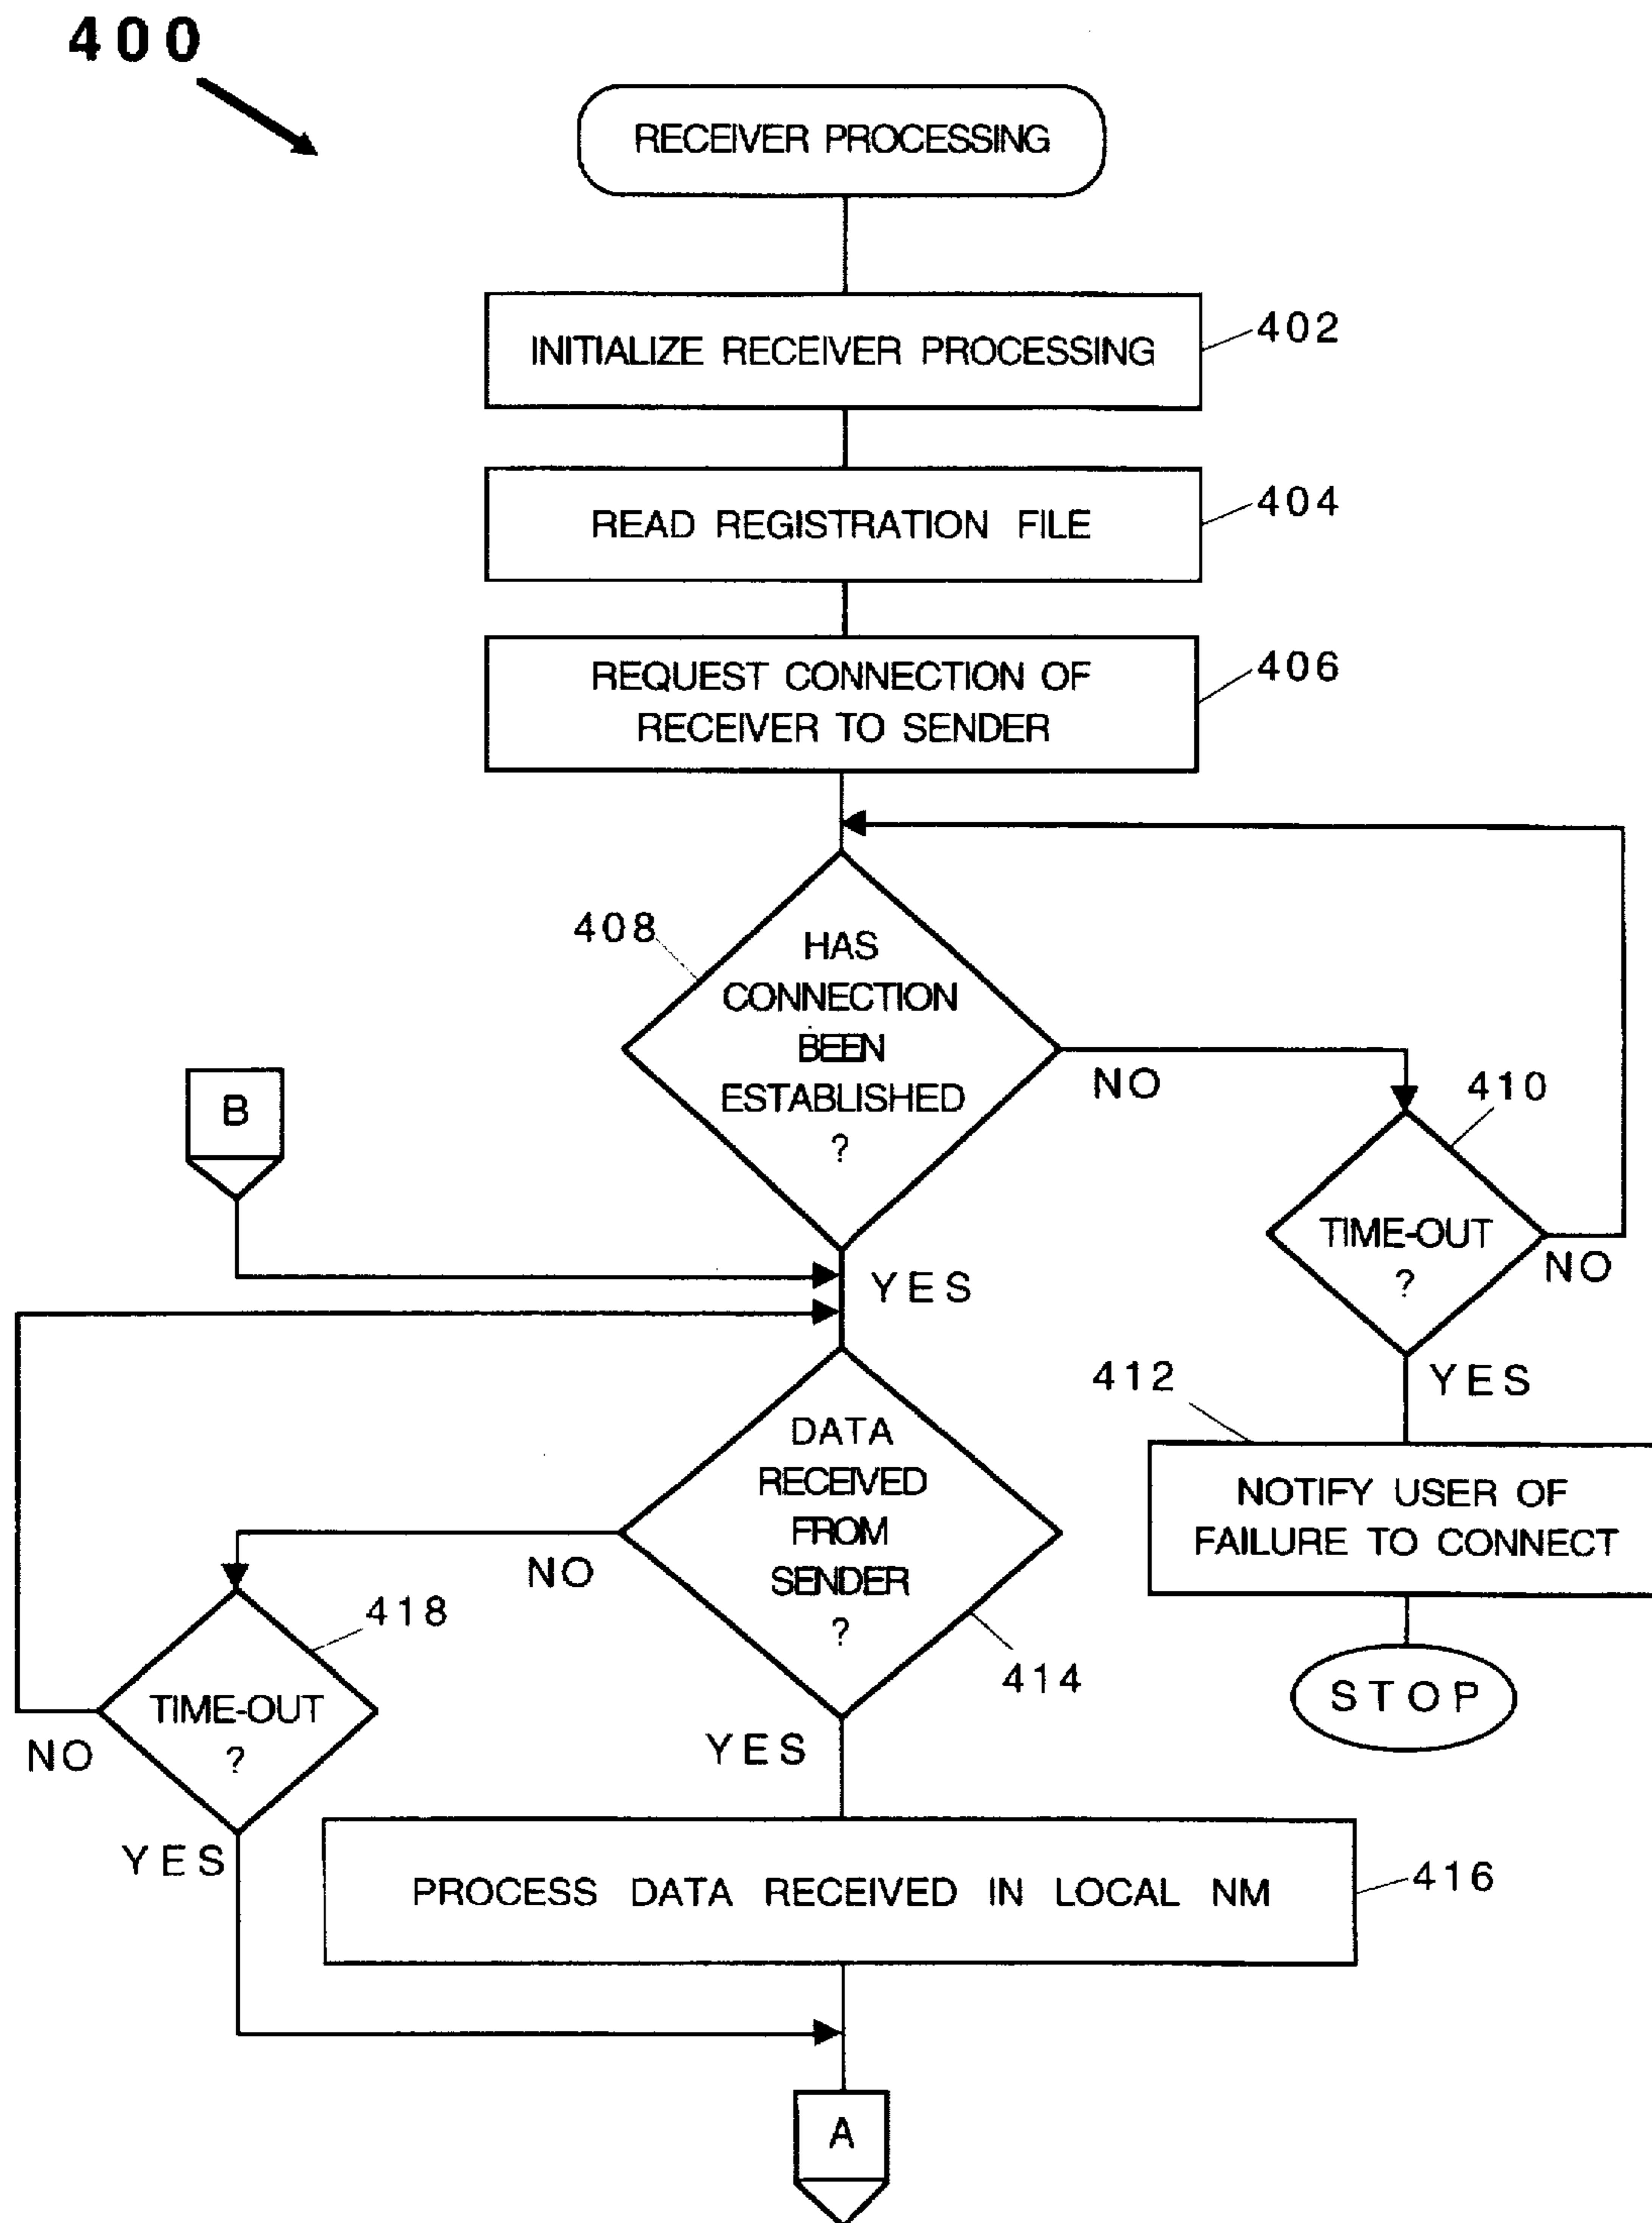 400
RECEIVER PROCESSING
INITIALIZE RECEIVER PROCESSING
402
READ REGISTRATION FILE
404
REQUEST CONNECTION OF
RECEIVER TO SENDER
406
408
HAS
CONNECTION
BEEN
ESTABLISHED
?
NO
410
TIME-OUT
?
NO
B
YES
YES
412
NOTIFY USER OF
FAILURE TO CONNECT
STOP
DATA
RECEIVED
FROM
SENDER
?
414
NO
418
TIME-OUT
?
NO
YES
YES
PROCESS DATA RECEIVED IN LOCAL NM
416
A